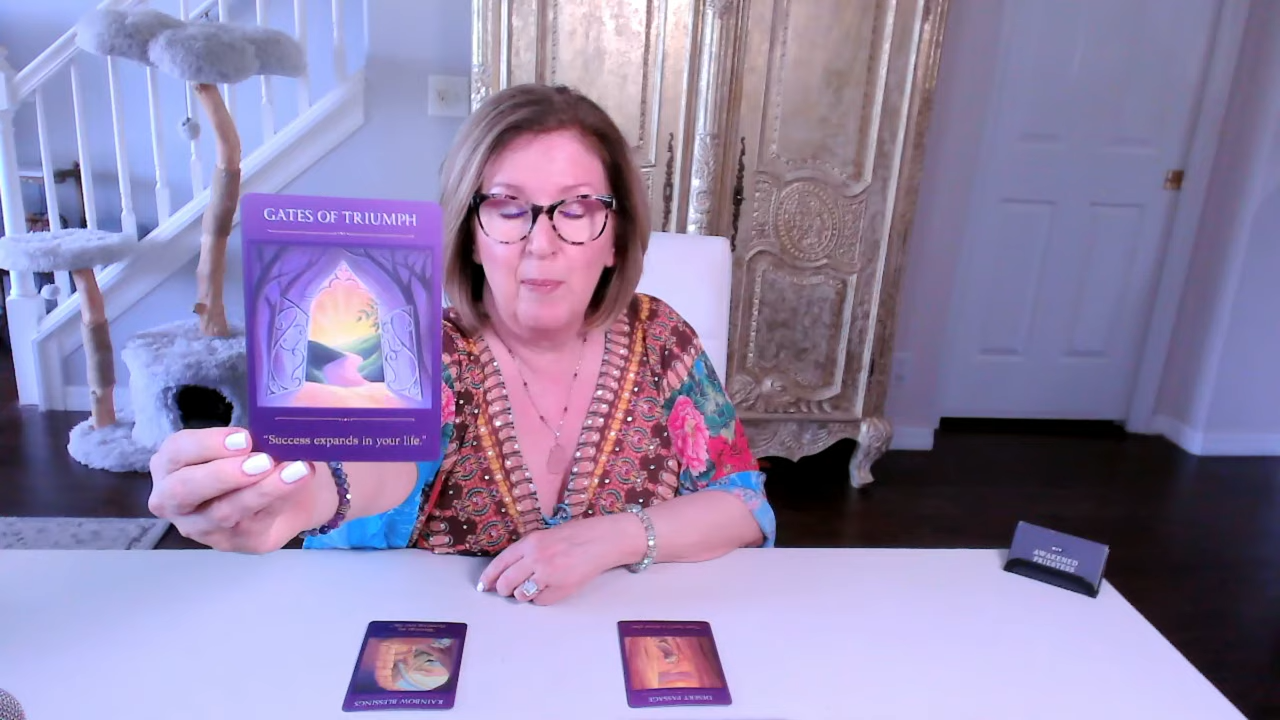 GATES OF TRIUMPH
"Success expands in your life."
AWAKENED
PRIESTESS
RAINBOW BLESSINGS
DESERT PASSAGE